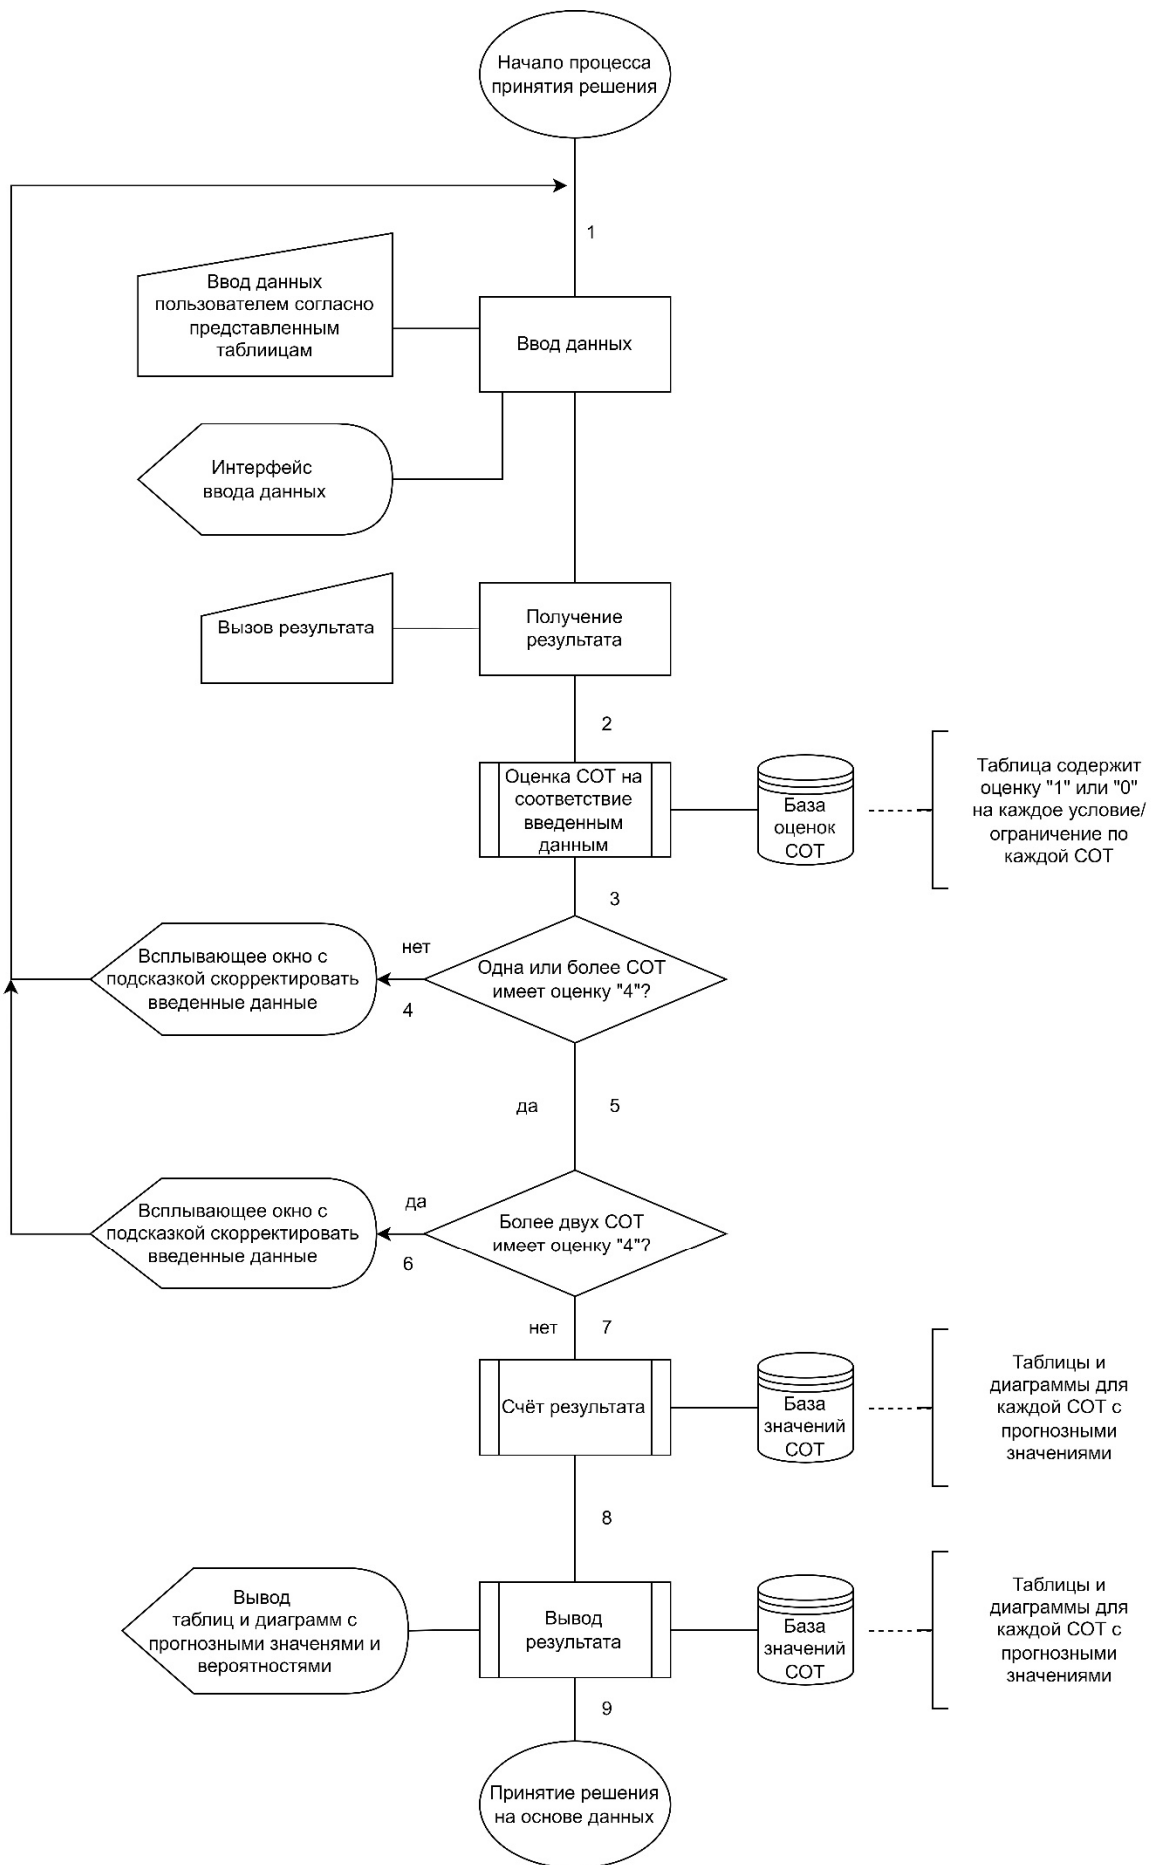 Начало процесса
принятия решения
1
Ввод данных
пользователем согласно
представленным
таблиицам
Ввод данных
Интерфейс
ввода данных
Вызов результата
Получение
результата
2
Оценка СОТ на
соответствие
введенным
данным
База
оценок
СОТ
Таблица содержит
оценку "1" или "0"
на каждое условие/
ограничение по
каждой СОТ
3
Всплывающее окно с
подсказкой скорректировать
введенные данные
нет
4
Одна или более СОТ
имеет оценку "4"?
да
5
Всплывающее окно с
подсказкой скорректировать
введенные данные
да
6
Более двух СОТ
имеет оценку "4"?
нет
7
Счёт результата
База
значений
СОТ
Таблицы и
диаграммы для
каждой СОТ с
прогнозными
значениями
8
Вывод
таблиц и диаграмм с
прогнозными значенями и
вероятностями
Вывод
результата
База
значений
СОТ
Таблицы и
диаграммы для
каждой СОТ с
прогнозными
значениями
9
Принятие решения
на основе данных